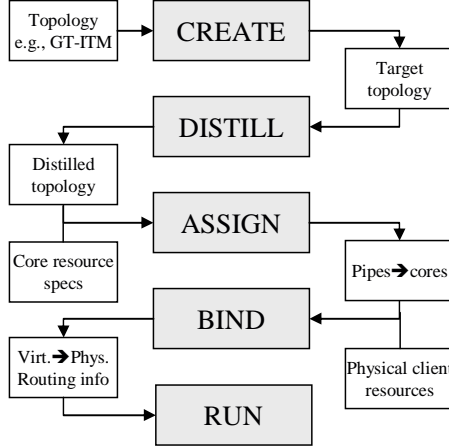 Topology
e.g., GT-ITM
CREATE
Target
topology
DISTILL
Distilled
topology
ASSIGN
Core resource
specs
Pipes➔cores
BIND
Virt.➔Phys.
Routing info
Physical client
resources
RUN